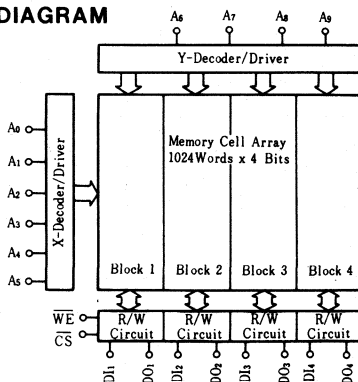 DIAGRAM
A6 A7 A8 A9
Y-Decoder/Driver
A0
A1
A2
A3
A4
A5
X-Decoder/Driver
Memory Cell Array
1024Words x 4 Bits
Block 1 Block 2 Block 3 Block 4
WE
CS
R/W Circuit
R/W Circuit
R/W Circuit
R/W Circuit
DI1 DO1 DI2 DO2 DI3 DO3 DI4 DO4